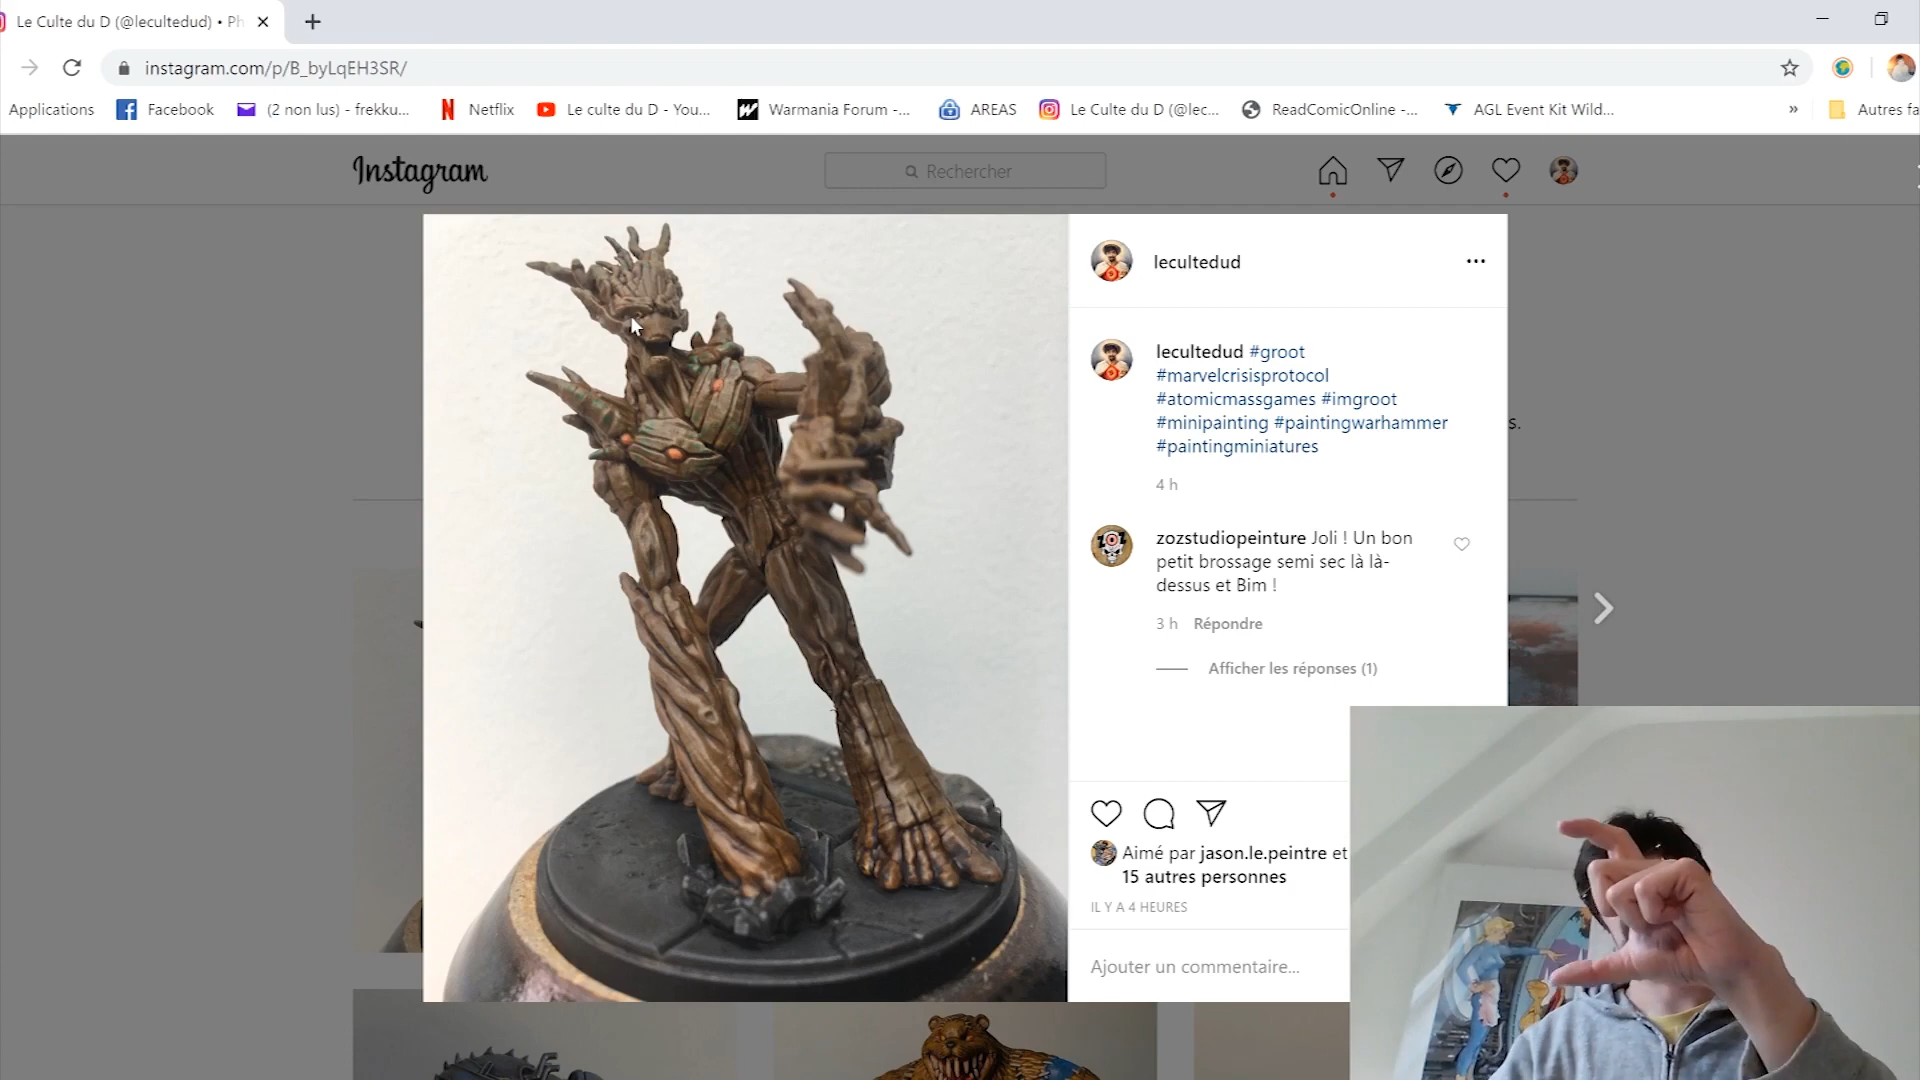 Le Culte du D (@lecultedud) • Ph
instagram.com/p/B_byLqEH3SR/
Applications
Facebook
(2 non lus) - frekku...
Netflix
Le culte du D - You...
Warmania Forum -...
AREAS
Le Culte du D (@lec...
ReadComicOnline -...
AGL Event Kit Wild...
»
Autres fa
Instagram
Rechercher
lecultedud
lecultedud #groot
#marvelcrisisprotocol
#atomicmassgames #imgroot
#minipainting #paintingwarhammer
#paintingminiatures
s.
4 h
zozstudiopeinture Joli ! Un bon
petit brossage semi sec là là-
dessus et Bim !
3 h Répondre
Afficher les réponses (1)
Aimé par jason.le.peintre et
15 autres personnes
IL Y A 4 HEURES
Ajouter un commentaire...